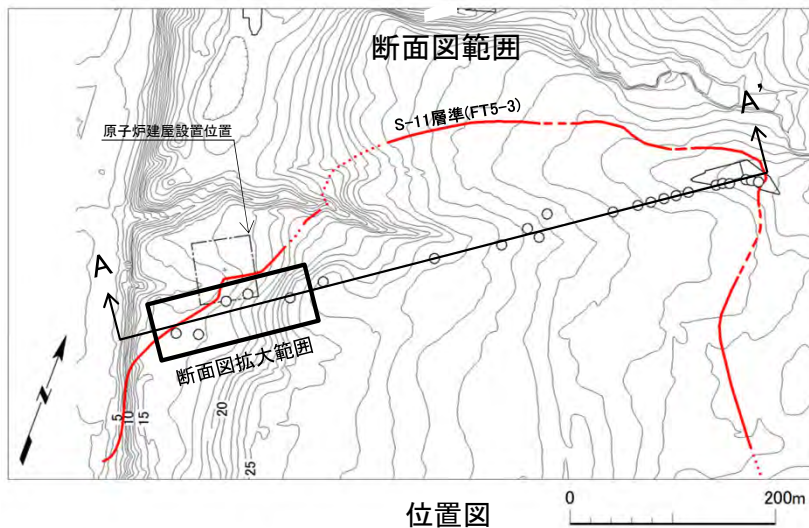 断面図範囲
S-11層準(FT5-3)
A'
原子炉建屋設置位置
A
断面図拡大範囲
N
5
10
15
20
25
位置図
0
200m